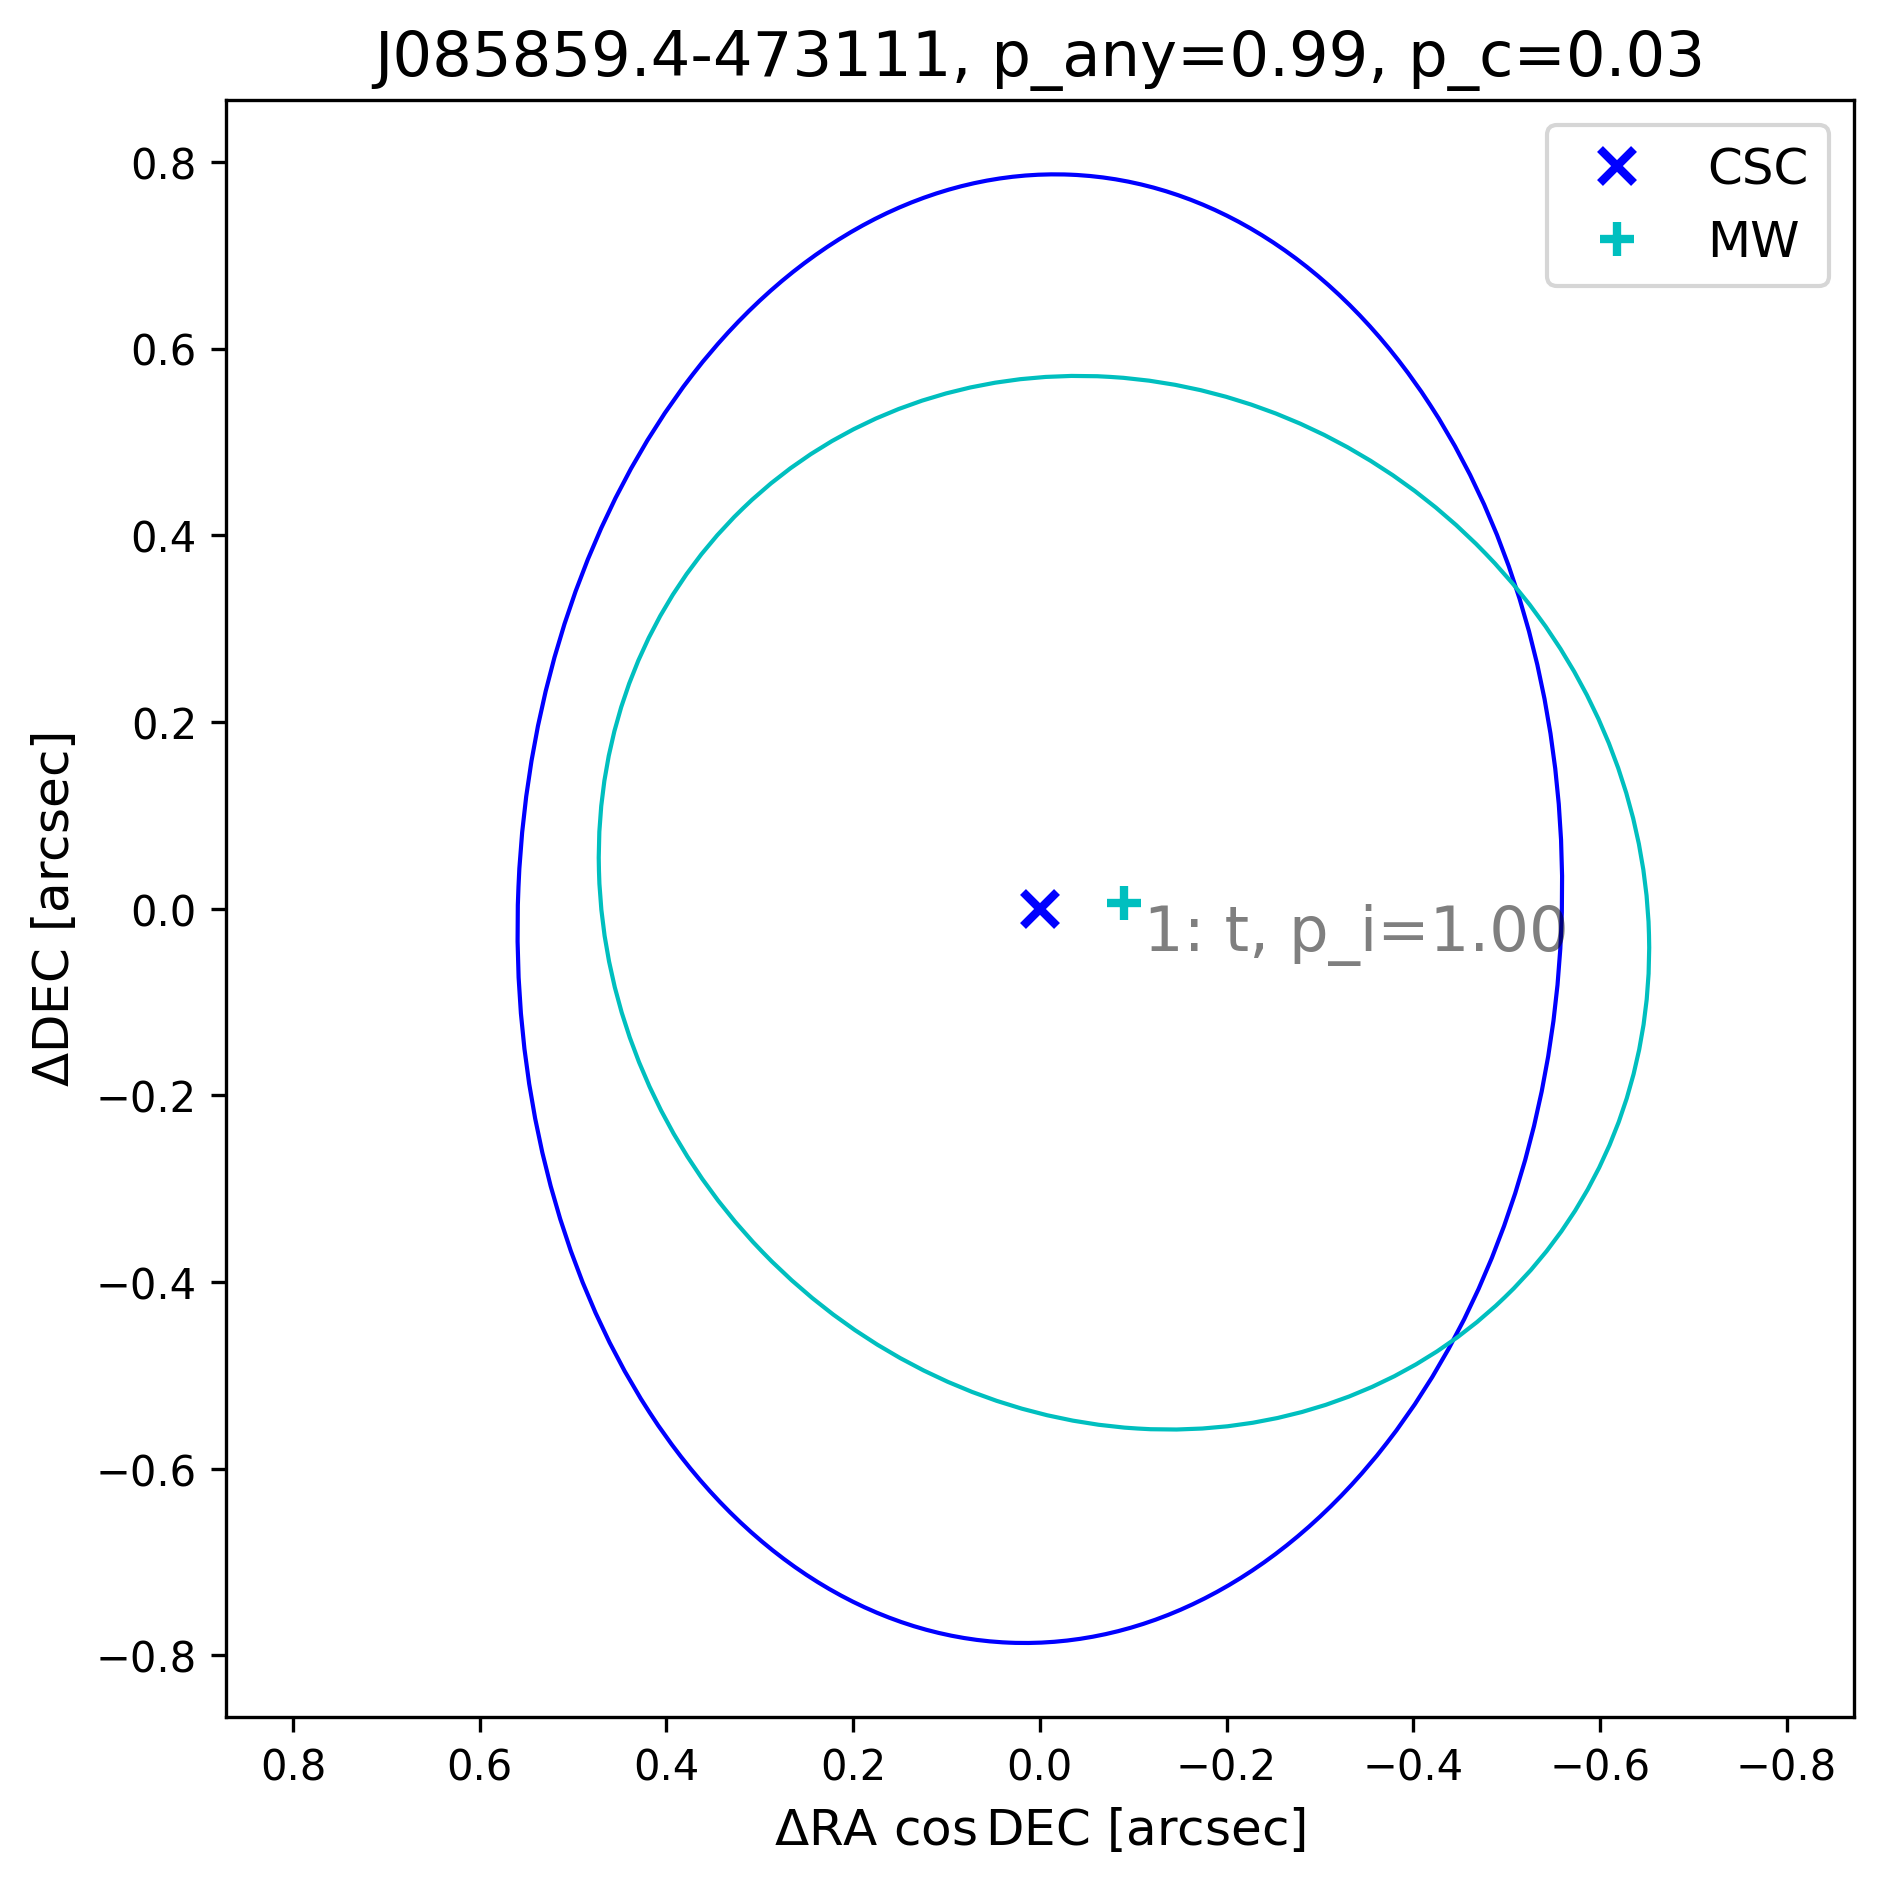 J085859.4-473111, p_any=0.99, p_c=0.03
CSC
MW
0.8
0.6
0.4
0.2
0.0
−0.2
−0.4
−0.6
−0.8
ΔDEC [arcsec]
1: t, p_i=1.00
0.8 0.6 0.4 0.2 0.0 −0.2 −0.4 −0.6 −0.8
ΔRA cos DEC [arcsec]